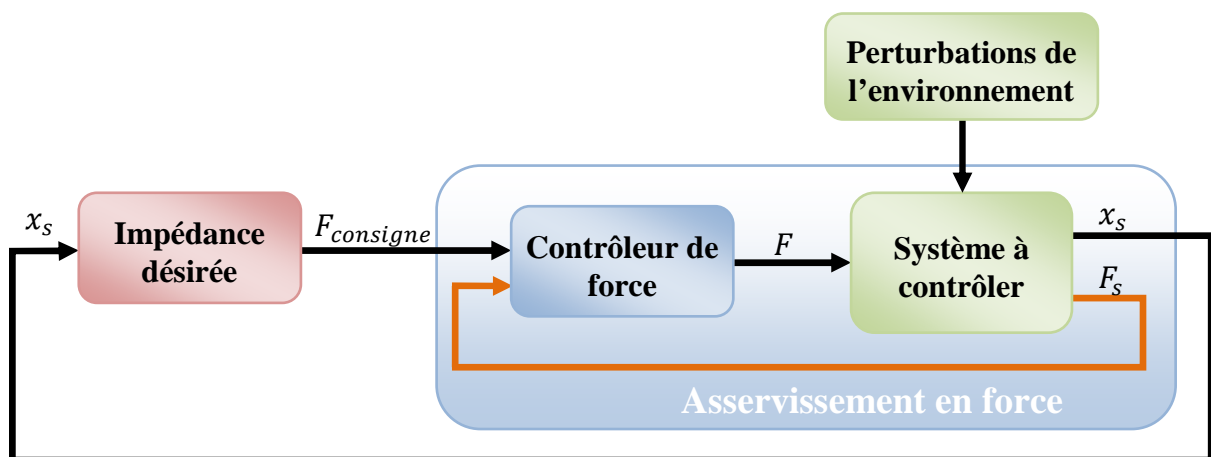 Perturbations de
l'environnement
x_s
Impédance
désirée
F_consigne
Contrôleur de
force
F
Système à
contrôler
x_s
F_s
Asservissement en force